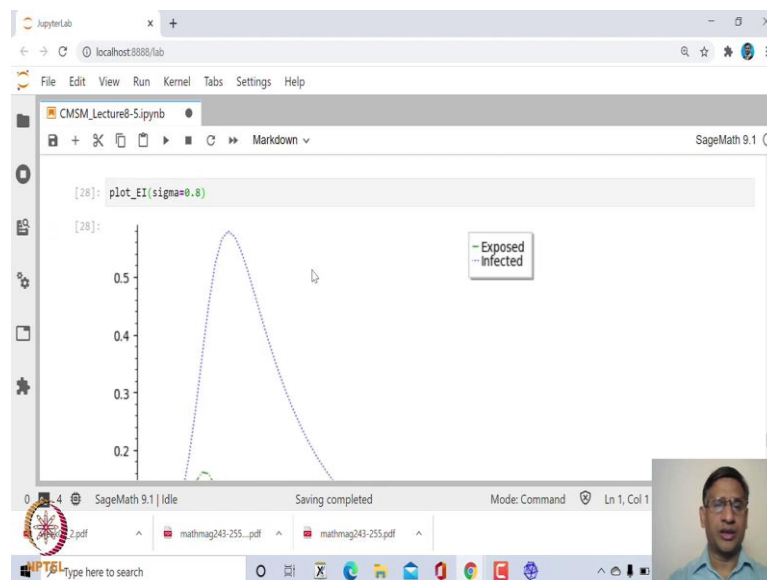 JupyterLab
localhost:8888/lab
File Edit View Run Kernel Tabs Settings Help
CMSM_Lecture8-5.ipynb
Markdown
SageMath 9.1
[28]: plot_EI(sigma=0.8)
[28]:
Exposed
Infected
0.5
0.4
0.3
0.2
0 4 SageMath 9.1 | Idle Saving completed Mode: Command Ln 1, Col 1
2.pdf mathmag243-255....pdf mathmag243-255.pdf
NPTEL
Type here to search